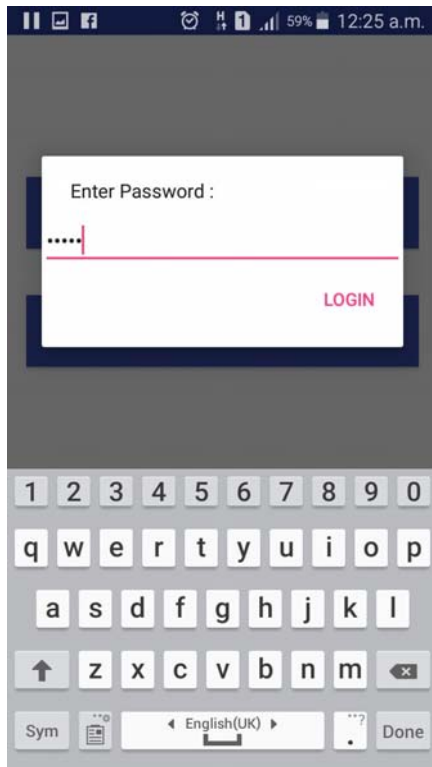 H 1 59% 12:25 a.m.
Enter Password :
•••••
LOGIN
1 2 3 4 5 6 7 8 9 0
q w e r t y u i o p
a s d f g h j k l
z x c v b n m
Sym English(UK) . Done